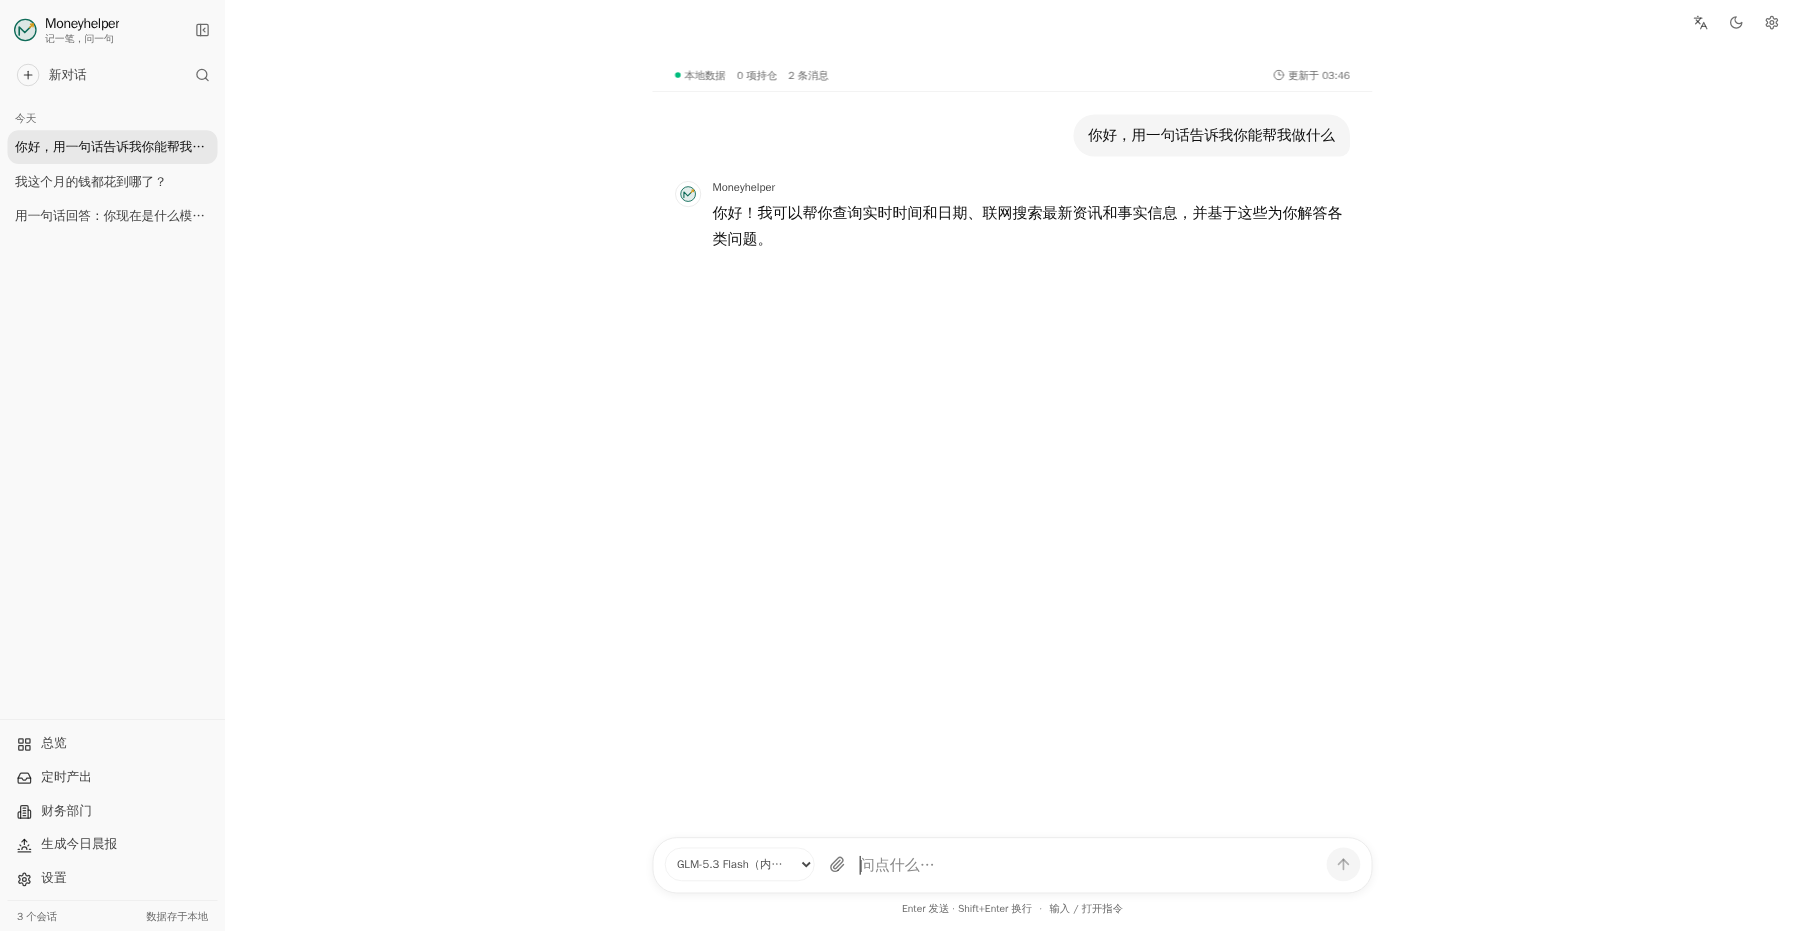 Moneyhelper
记一笔，问一句
新对话
今天
你好，用一句话告诉我你能帮我…
我这个月的钱都花到哪了？
用一句话回答：你现在是什么模…
总览
定时产出
财务部门
生成今日晨报
设置
3 个会话 数据存于本地
本地数据 0 项持仓 2 条消息 更新于 03:46
你好，用一句话告诉我你能帮我做什么
Moneyhelper
你好！我可以帮你查询实时时间和日期、联网搜索最新资讯和事实信息，并基于这些为你解答各
类问题。
GLM-5.3 Flash（内… 问点什么…
Enter 发送 · Shift+Enter 换行 · 输入 / 打开指令